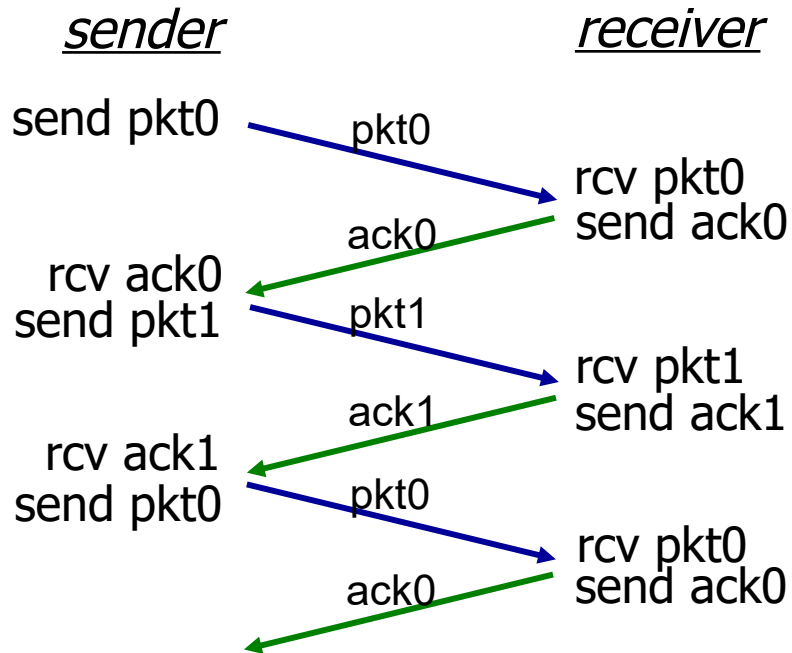 sender
receiver
send pkt0
pkt0
rcv pkt0
send ack0
ack0
rcv ack0
send pkt1
pkt1
rcv pkt1
send ack1
ack1
rcv ack1
send pkt0
pkt0
rcv pkt0
send ack0
ack0